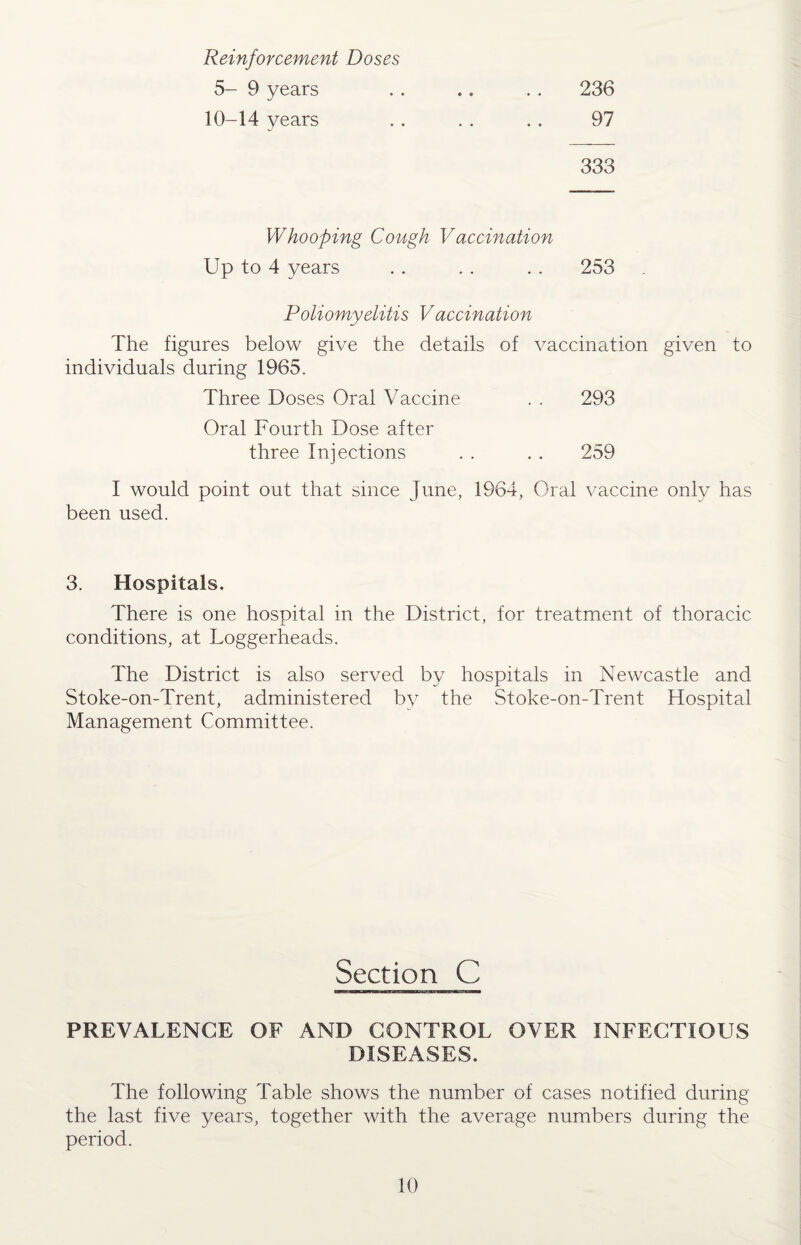 Reinforcement Doses
5– 9 years . . . . . . 236
10–14 years . . . . . . 97
333
Whooping Cough Vaccination
Up to 4 years . . . . . . 253 .
Poliomyelitis Vaccination
The figures below give the details of vaccination given to
individuals during 1965.
Three Doses Oral Vaccine . . 293
Oral Fourth Dose after
three Injections . . . . 259
I would point out that since June, 1964, Oral vaccine only has
been used.
3. Hospitals.
There is one hospital in the District, for treatment of thoracic
conditions, at Loggerheads.
The District is also served by hospitals in Newcastle and
Stoke-on-Trent, administered by the Stoke-on-Trent Hospital
Management Committee.
Section C
PREVALENCE OF AND CONTROL OVER INFECTIOUS
DISEASES.
The following Table shows the number of cases notified during
the last five years, together with the average numbers during the
period.
10